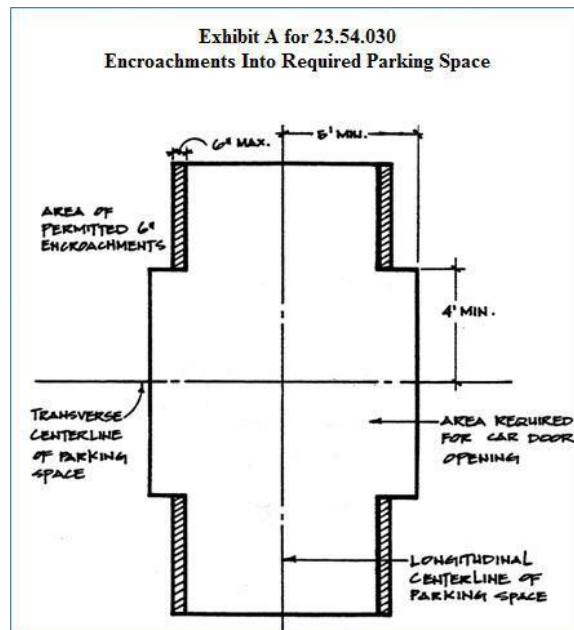 Exhibit A for 23.54.030
Encroachments Into Required Parking Space
6" MAX.
5' MIN.
AREA OF
PERMITTED 6"
ENCROACHMENTS
4' MIN.
TRANSVERSE
CENTERLINE
OF PARKING
SPACE
AREA REQUIRED
FOR CAR DOOR
OPENING
LONGITUDINAL
CENTERLINE OF
PARKING SPACE